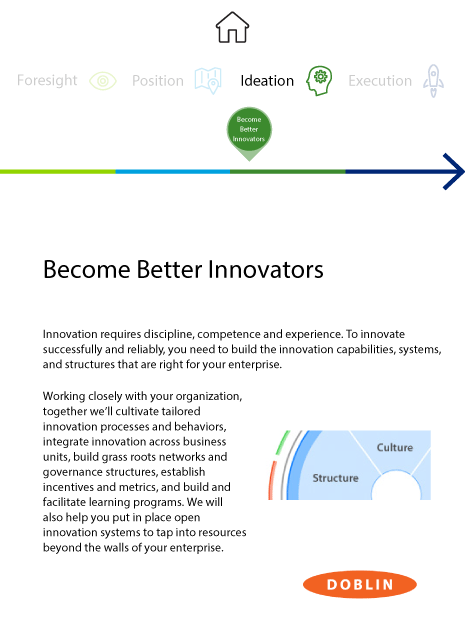 Foresight Position Ideation Execution
Become
Better
Innovators
Become Better Innovators
Innovation requires discipline, competence and experience. To innovate
successfully and reliably, you need to build the innovation capabilities, systems,
and structures that are right for your enterprise.
Working closely with your organization,
together we’ll cultivate tailored
innovation processes and behaviors,
integrate innovation across business
units, build grass roots networks and
governance structures, establish
incentives and metrics, and build and
facilitate learning programs. We will
also help you put in place open
innovation systems to tap into resources
beyond the walls of your enterprise.
Culture
Structure
DOBLIN